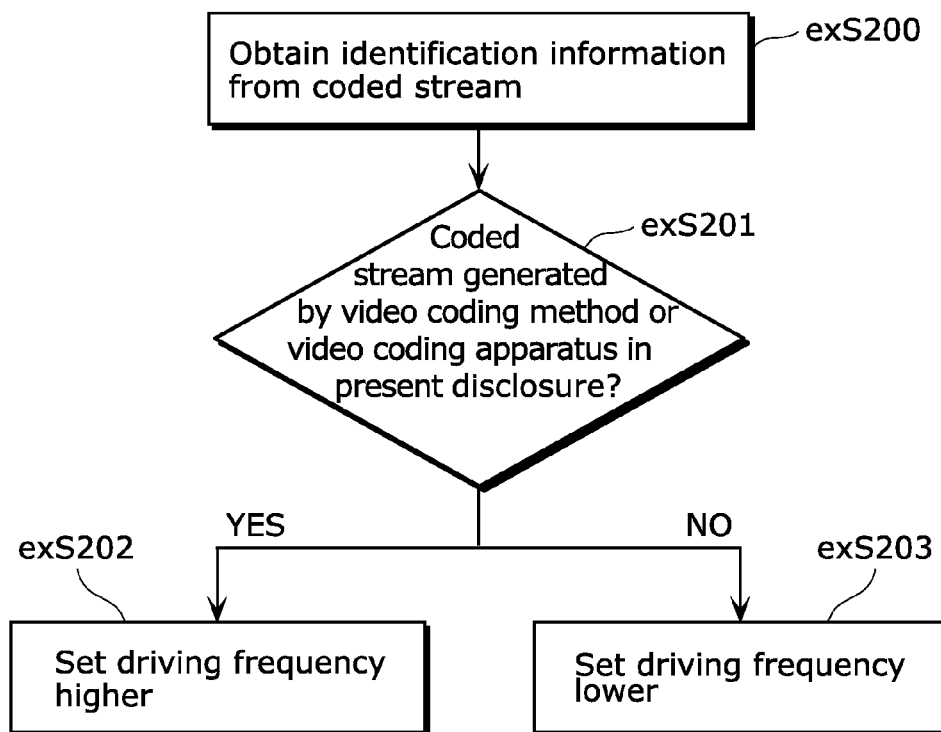 exS200
Obtain identification information
from coded stream
exS201
Coded
stream generated
by video coding method or
video coding apparatus in
present disclosure?
YES
NO
exS202
exS203
Set driving frequency
higher
Set driving frequency
lower